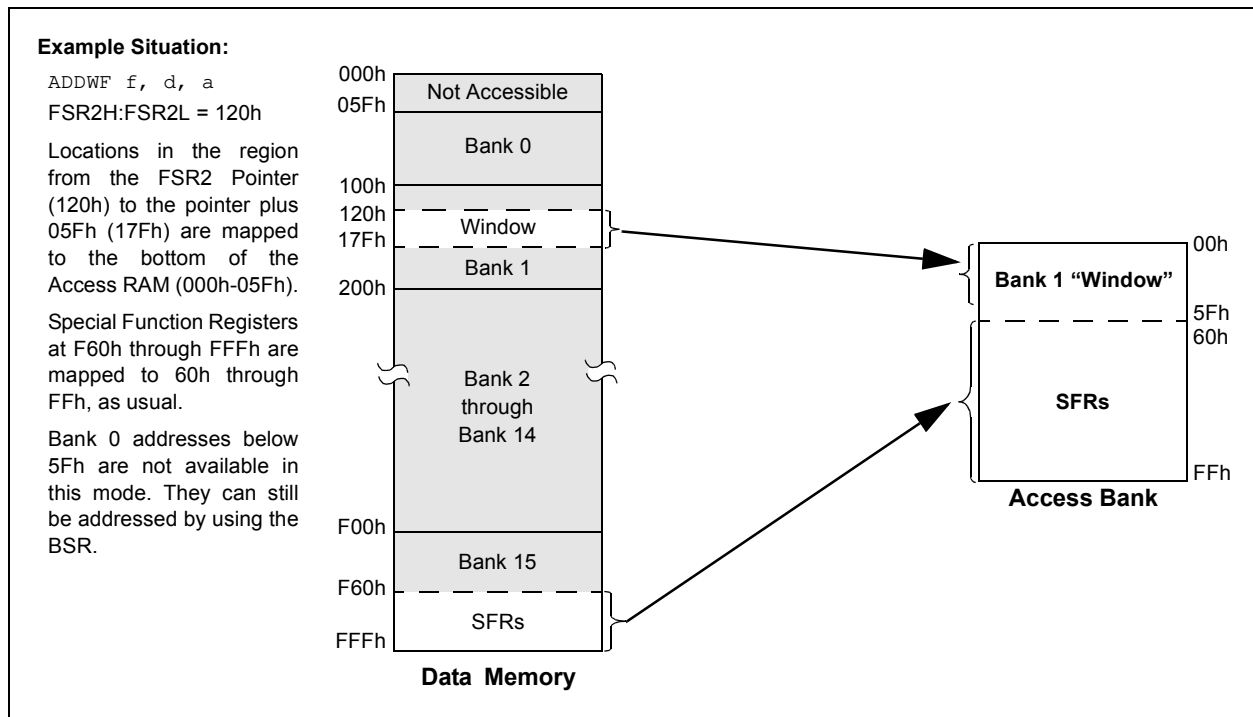 Example Situation:
ADDWF f, d, a
FSR2H:FSR2L = 120h
Locations in the region
from the FSR2 Pointer
(120h) to the pointer plus
05Fh (17Fh) are mapped
to the bottom of the
Access RAM (000h-05Fh).
Special Function Registers
at F60h through FFFh are
mapped to 60h through
FFh, as usual.
Bank 0 addresses below
5Fh are not available in
this mode. They can still
be addressed by using the
BSR.
000h
Not Accessible
05Fh
Bank 0
100h
120h
Window
17Fh
Bank 1
200h
Bank 2
through
Bank 14
F00h
Bank 15
F60h
SFRs
FFFh
Data Memory
00h
Bank 1 “Window”
5Fh
60h
SFRs
FFh
Access Bank